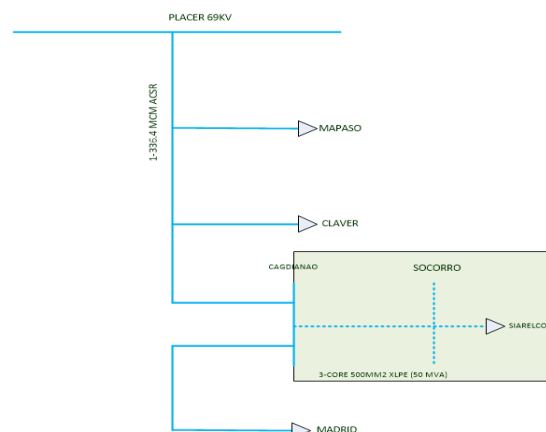 PLACER 69KV
1-336.4 MCM ACSR
MAPASO
CLAVER
CAGDIANAO
SOCORRO
SIARELCO
3-CORE 500MM2 XLPE (50 MVA)
MADRID